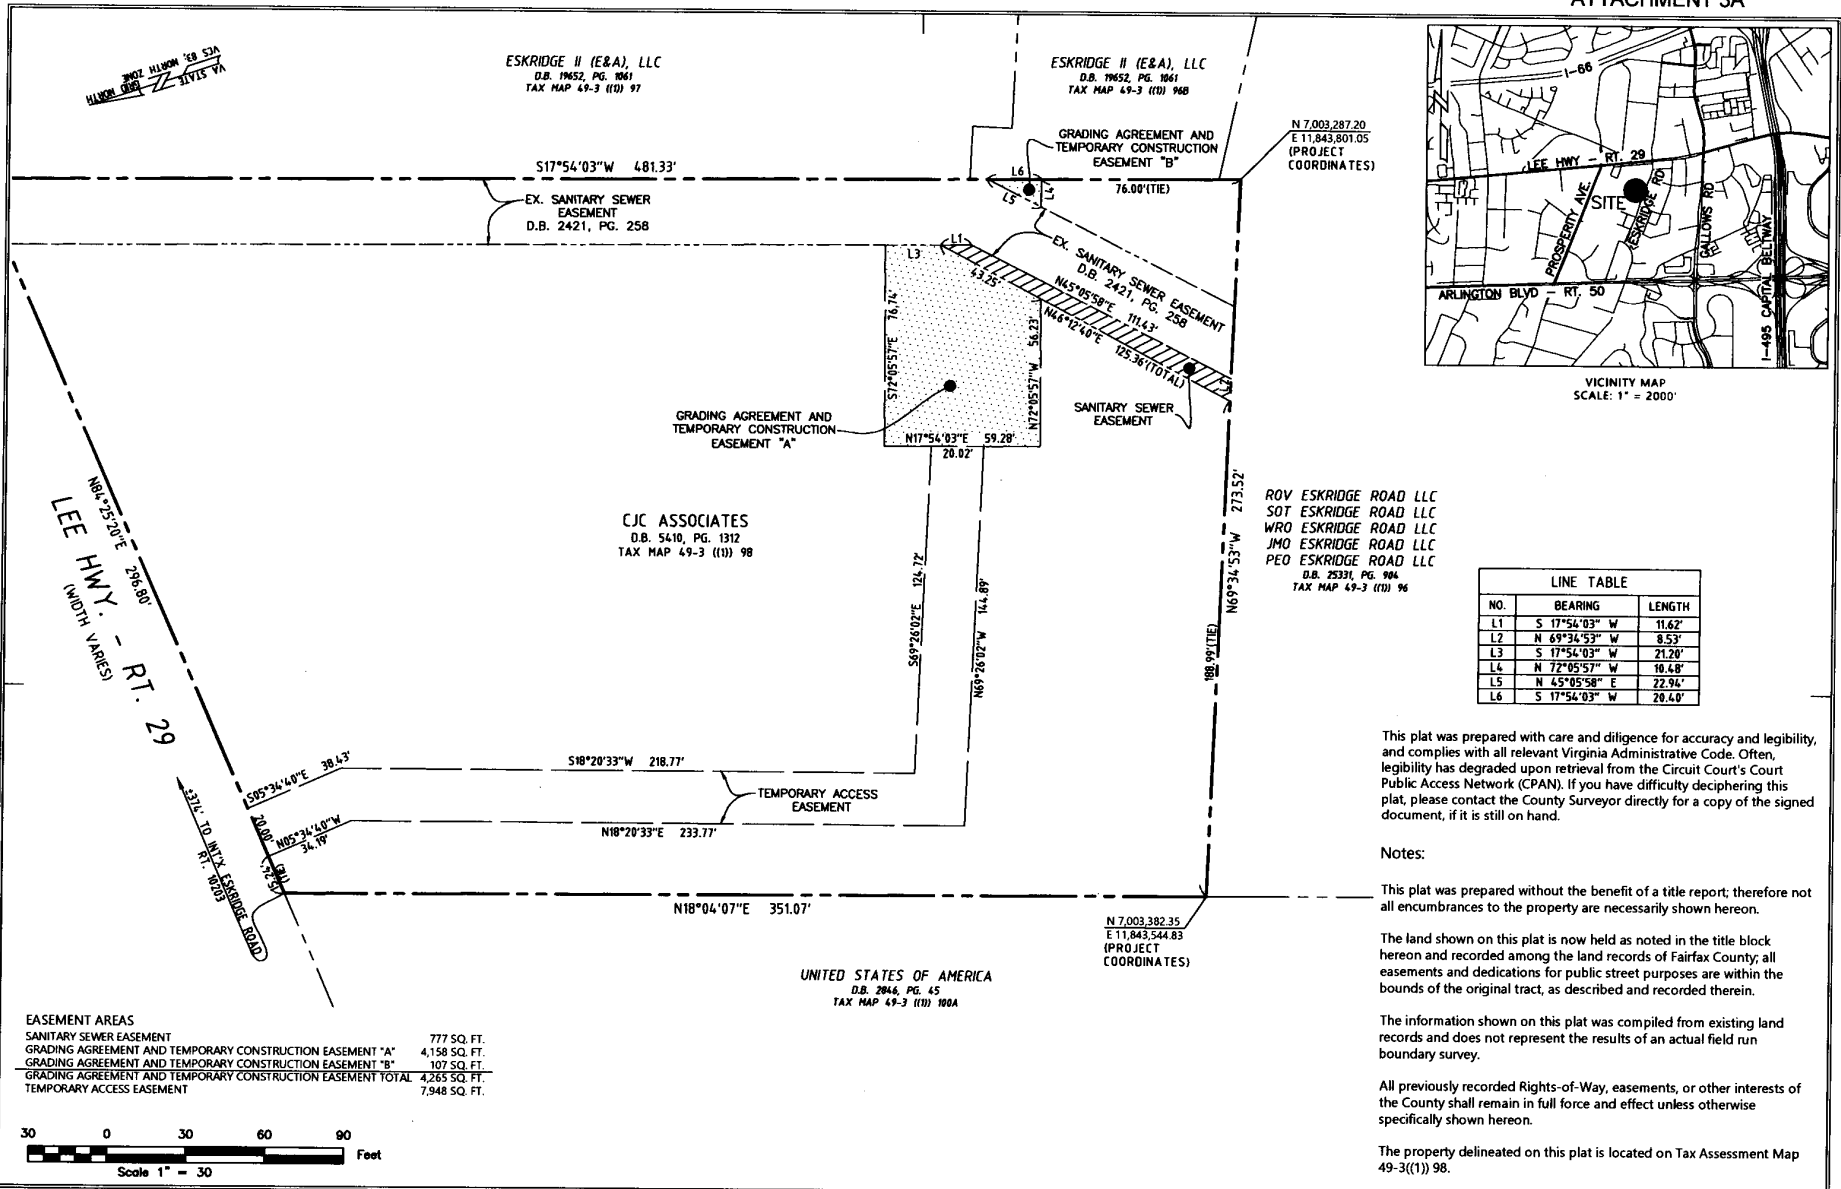 ATTACHMENT 3A
VA STATE GRID NORTH
VCS 83, NORTH ZONE
ESKRIDGE II (E&A), LLC
D.B. 19652, PG. 1061
TAX MAP 49-3 ((1)) 97
ESKRIDGE II (E&A), LLC
D.B. 19652, PG. 1061
TAX MAP 49-3 ((1)) 96B
GRADING AGREEMENT AND
TEMPORARY CONSTRUCTION
EASEMENT "B"
N 7,003,287.20
E 11,843,801.05
(PROJECT
COORDINATES)
S17°54'03"W 481.33'
L6
L4
L5
76.00'(TIE)
EX. SANITARY SEWER
EASEMENT
D.B. 2421, PG. 258
L1
L3
43.25'
EX. SANITARY SEWER EASEMENT
D.B. 2421, PG. 258
N45°05'58"E 111.43'
N46°12'40"E 125.36'(TOTAL)
L2
S72°05'57"E 76.74'
N72°05'57"W 56.23'
SANITARY SEWER
EASEMENT
GRADING AGREEMENT AND
TEMPORARY CONSTRUCTION
EASEMENT "A"
N17°54'03"E 59.28'
20.02'
N84°25'20"E 296.80'
LEE HWY. - RT. 29
(WIDTH VARIES)
CJC ASSOCIATES
D.B. 5410, PG. 1312
TAX MAP 49-3 ((1)) 98
S69°26'02"E 124.72'
N69°26'02"W 144.89'
N69°34'53"W 273.52'
188.99'(TIE)
ROV ESKRIDGE ROAD LLC
SOT ESKRIDGE ROAD LLC
WRO ESKRIDGE ROAD LLC
JMO ESKRIDGE ROAD LLC
PEO ESKRIDGE ROAD LLC
D.B. 25331, PG. 904
TAX MAP 49-3 ((1)) 96
S05°34'40"E 38.43'
S18°20'33"W 218.77'
TEMPORARY ACCESS
EASEMENT
20.00'
N05°34'40"W
34.19'
N18°20'33"E 233.77'
15.24'
(TIE)
±374' TO INT'X ESKRIDGE ROAD
RT. 10203
N18°04'07"E 351.07'
N 7,003,382.35
E 11,843,544.83
(PROJECT
COORDINATES)
UNITED STATES OF AMERICA
D.B. 2846, PG. 45
TAX MAP 49-3 ((1)) 100A
I-66
LEE HWY - RT. 29
SITE
PROSPERITY AVE.
ESKRIDGE RD
GALLOWS RD
I-495 CAPITAL BELTWAY
ARLINGTON BLVD - RT. 50
VICINITY MAP
SCALE: 1" = 2000'
LINE TABLE
NO. BEARING LENGTH
L1 S 17°54'03" W 11.62'
L2 N 69°34'53" W 8.53'
L3 S 17°54'03" W 21.20'
L4 N 72°05'57" W 10.48'
L5 N 45°05'58" E 22.94'
L6 S 17°54'03" W 20.40'
This plat was prepared with care and diligence for accuracy and legibility,
and complies with all relevant Virginia Administrative Code. Often,
legibility has degraded upon retrieval from the Circuit Court's Court
Public Access Network (CPAN). If you have difficulty deciphering this
plat, please contact the County Surveyor directly for a copy of the signed
document, if it is still on hand.
Notes:
This plat was prepared without the benefit of a title report; therefore not
all encumbrances to the property are necessarily shown hereon.
The land shown on this plat is now held as noted in the title block
hereon and recorded among the land records of Fairfax County; all
easements and dedications for public street purposes are within the
bounds of the original tract, as described and recorded therein.
The information shown on this plat was compiled from existing land
records and does not represent the results of an actual field run
boundary survey.
All previously recorded Rights-of-Way, easements, or other interests of
the County shall remain in full force and effect unless otherwise
specifically shown hereon.
The property delineated on this plat is located on Tax Assessment Map
49-3((1)) 98.
EASEMENT AREAS
SANITARY SEWER EASEMENT 777 SQ. FT.
GRADING AGREEMENT AND TEMPORARY CONSTRUCTION EASEMENT "A" 4,158 SQ. FT.
GRADING AGREEMENT AND TEMPORARY CONSTRUCTION EASEMENT "B" 107 SQ. FT.
GRADING AGREEMENT AND TEMPORARY CONSTRUCTION EASEMENT TOTAL 4,265 SQ. FT.
TEMPORARY ACCESS EASEMENT 7,948 SQ. FT.
30 0 30 60 90
Feet
Scale 1" = 30